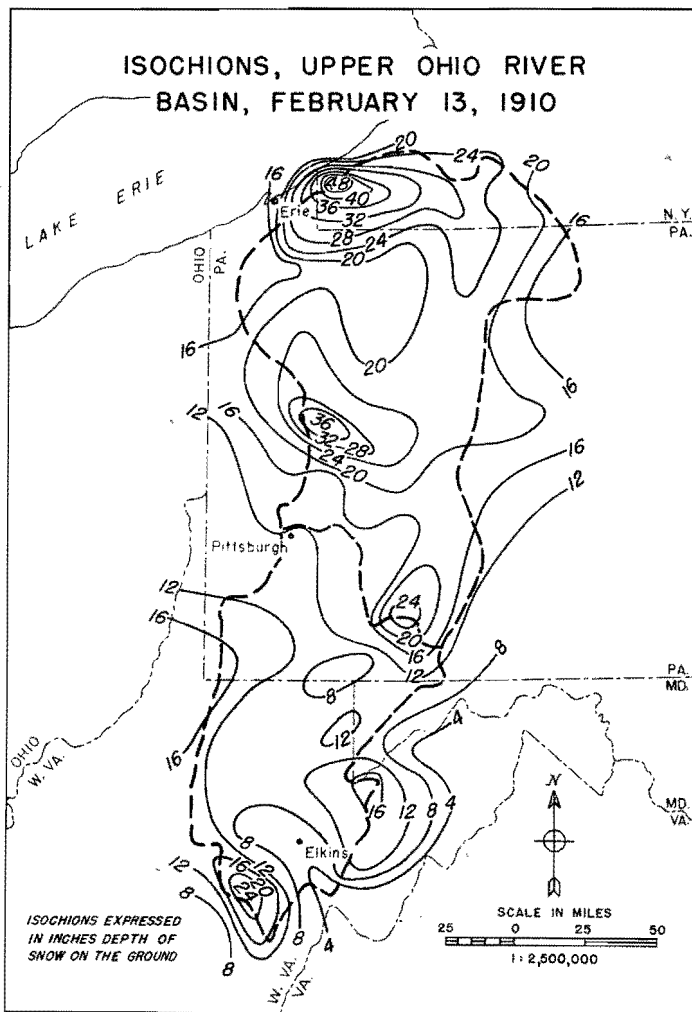 ISOCHIONS, UPPER OHIO RIVER
BASIN, FEBRUARY 13, 1910
20
24
20
16
16
48
LAKE ERIE
Erie
36
40
32
16
N.Y.
PA.
28
24
20
OHIO
PA.
16
20
16
12
16
36
32
28
24
20
16
12
Pittsburgh
12
24
16
20
16
12
8
PA.
MD.
8
4
12
16
OHIO
W. VA.
16
12
8
4
MD.
VA.
N
8
Elkins
12
16
12
20
24
8
8
8
4
W. VA.
VA.
ISOCHIONS EXPRESSED
IN INCHES DEPTH OF
SNOW ON THE GROUND
SCALE IN MILES
25 0 25 50
1:2,500,000